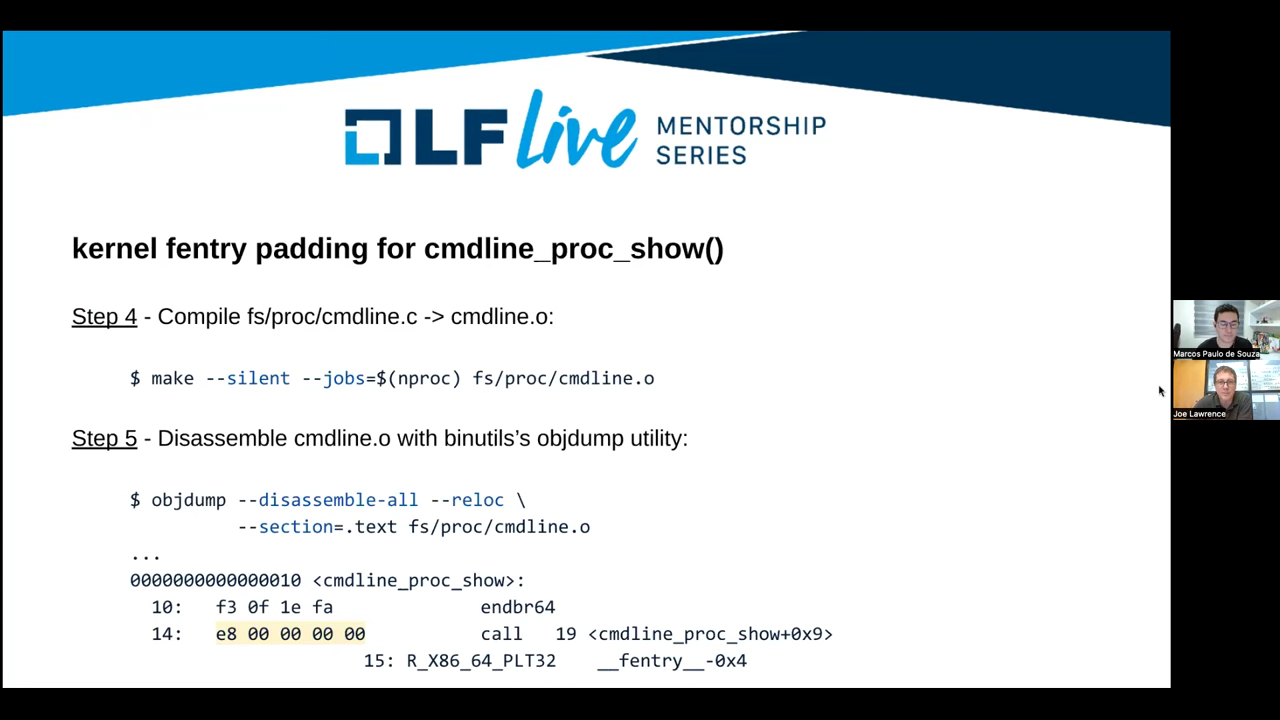 LF Live MENTORSHIP
SERIES
kernel fentry padding for cmdline_proc_show()
Step 4 - Compile fs/proc/cmdline.c -> cmdline.o:
$ make --silent --jobs=$(nproc) fs/proc/cmdline.o
Step 5 - Disassemble cmdline.o with binutils’s objdump utility:
$ objdump --disassemble-all --reloc \
--section=.text fs/proc/cmdline.o
...
0000000000000010 <cmdline_proc_show>:
10: f3 0f 1e fa endbr64
14: e8 00 00 00 00 call 19 <cmdline_proc_show+0x9>
15: R_X86_64_PLT32 __fentry__-0x4
Marcos Paulo de Souza
Joe Lawrence